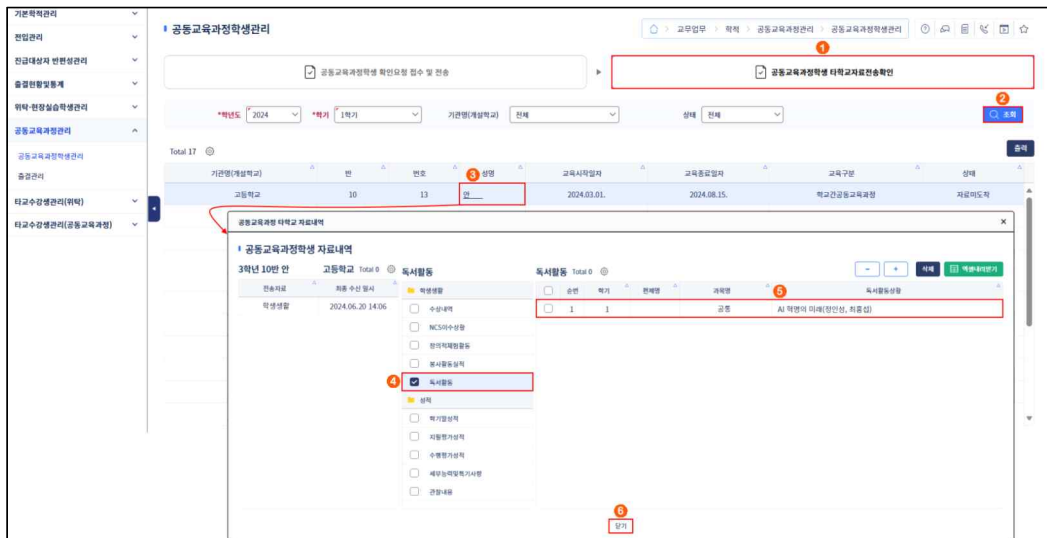 기본학적관리
전입관리
진급대상자 반편성관리
출결현황및통계
위탁·현장실습학생관리
공동교육과정관리
공동교육과정학생관리
출결관리
타교수강생관리(위탁)
타교수강생관리(공동교육과정)
공동교육과정학생관리
교무업무 > 학적 > 공동교육과정관리 > 공동교육과정학생관리
1
공동교육과정학생 확인요청 접수 및 전송
공동교육과정학생 타학교자료전송확인
2
*학년도 2024 *학기 1학기 기관명(개설학교) 전체 상태 전체 조회
Total 17 출력
기관명(개설학교) 반 번호 3 성명 교육시작일자 교육종료일자 교육구분 상태
고등학교 10 13 안 2024.03.01. 2024.08.15. 학교간공동교육과정 자료미도착
공동교육과정 타학교 자료내역 ×
공동교육과정학생 자료내역
3학년 10반 안 고등학교 Total 0 독서활동 독서활동 Total 0 - + 삭제 엑셀내려받기
전송자료 최종 수신 일시
학생생활 2024.06.20 14:06
학생생활
수상내역
NCS이수상황
창의적체험활동
봉사활동실적
4 독서활동
성적
학기말성적
지필평가성적
수행평가성적
세부능력및특기사항
관찰내용
순번 학기 편제명 과목명 5 독서활동상황
1 1 공통 AI 혁명의 미래(정인성, 최홍섭)
6
닫기